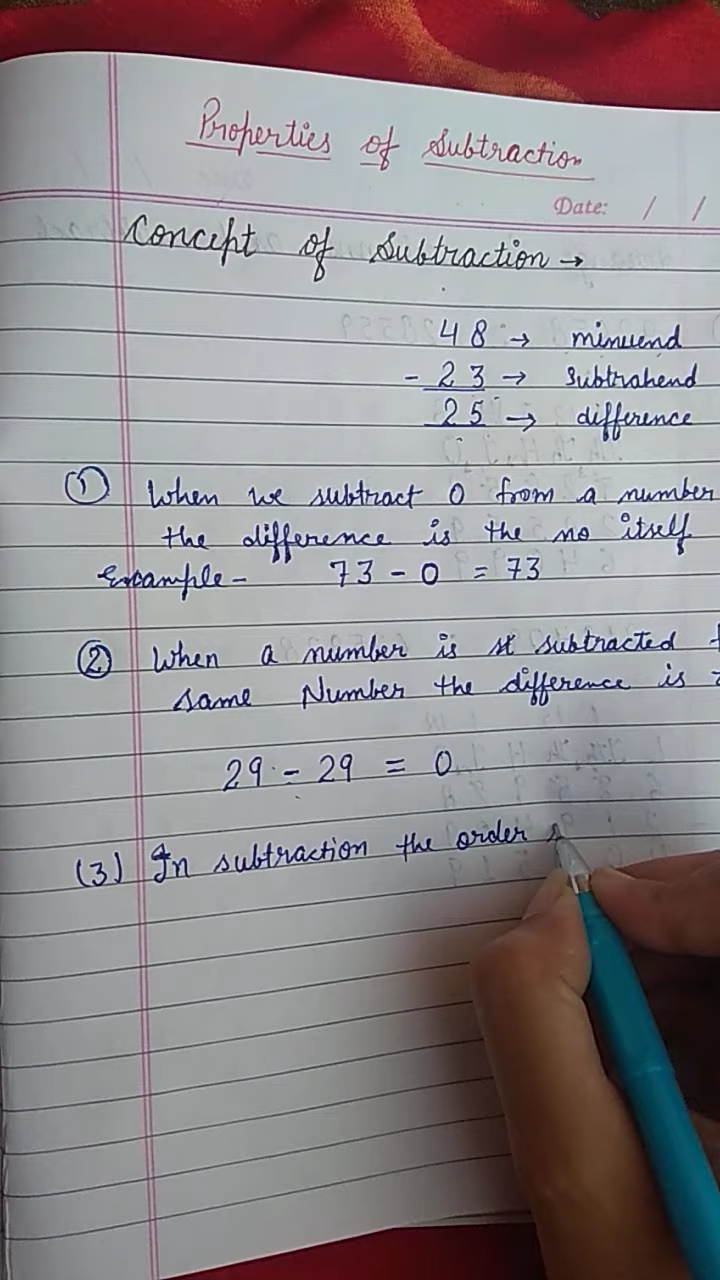 Properties of Subtraction
Date: / /
Concept of Subtraction →
48 → minuend
- 23 → Subtrahend
25 → difference
① When we subtract 0 from a number
the difference is the no itself
Example - 73 - 0 = 73
② When a number is st subtracted
same Number the difference is
29 - 29 = 0
(3) In subtraction the order